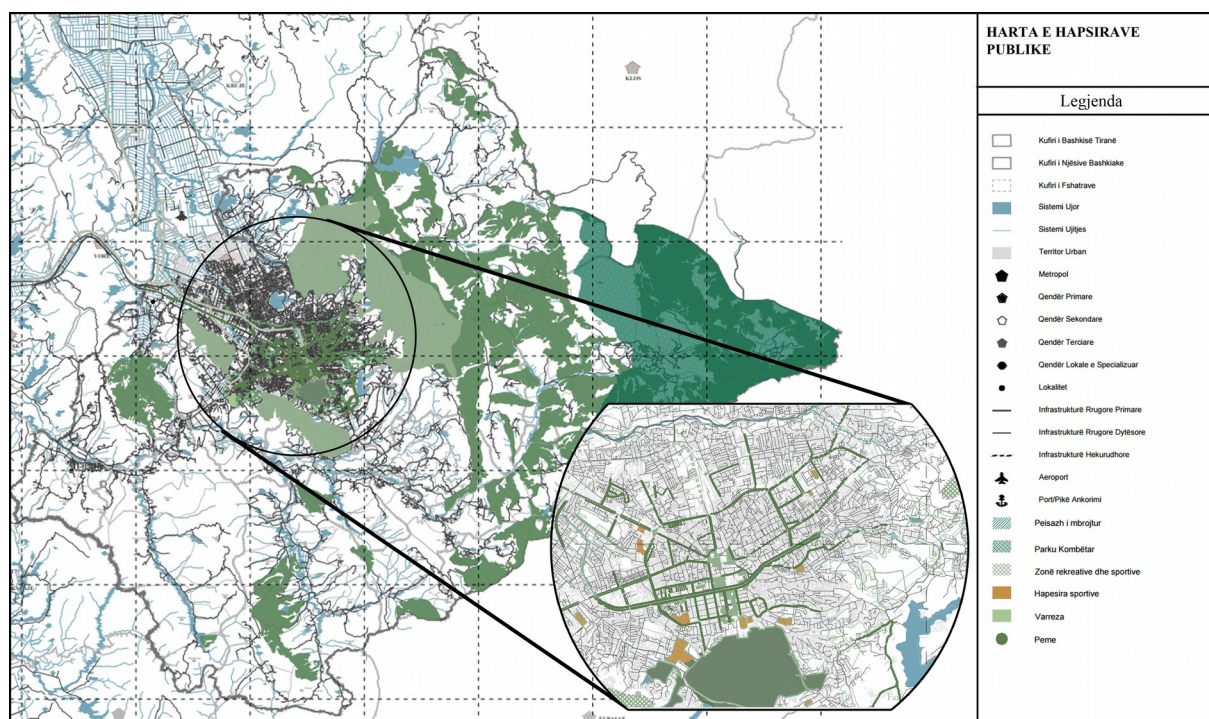 HARTA E HAPSIRAVE
PUBLIKE
Legjenda
Kufiri i Bashkisë Tiranë
Kufiri i Njësive Bashkiake
Kufiri i Fshatrave
Sistemi Ujor
Sistemi Ujitjes
Territor Urban
Metropol
Qendër Primare
Qendër Sekondare
Qendër Terciare
Qendër Lokale e Specializuar
Lokalitet
Infrastrukturë Rrugore Primare
Infrastrukturë Rrugore Dytësore
Infrastrukturë Hekurudhore
Aeroport
Port/Pikë Ankorimi
Peisazh i mbrojtur
Parku Kombëtar
Zonë rekreative dhe sportive
Hapesira sportive
Varreza
Peme
KRUJE
KLOS
VORE